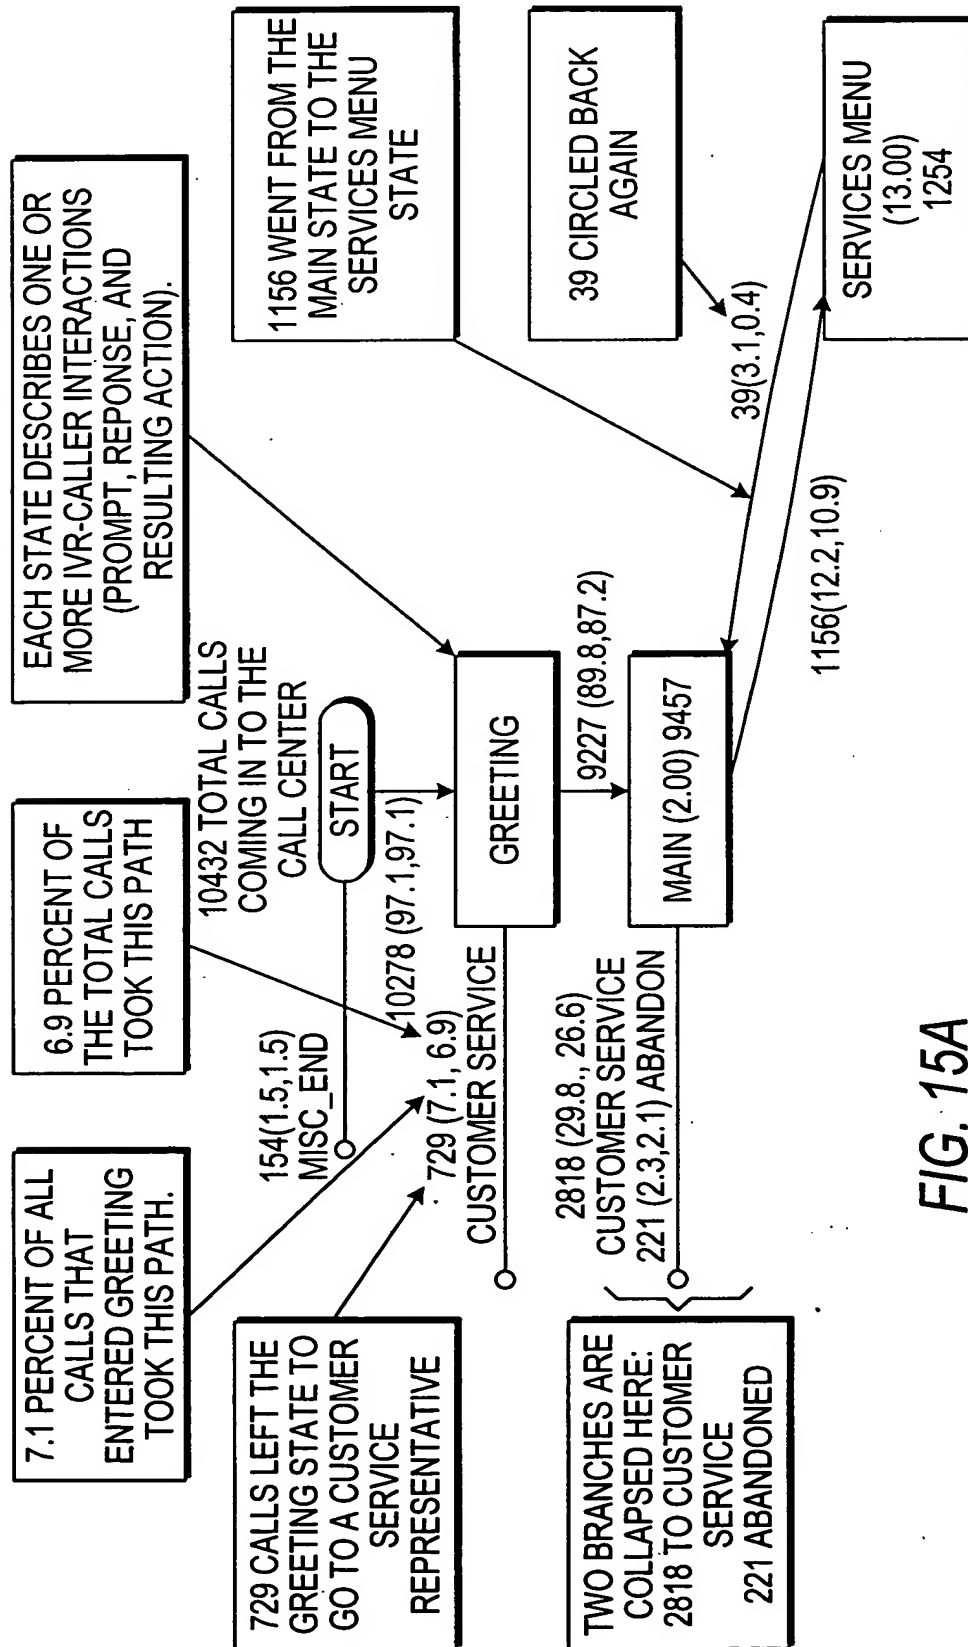 7.1 PERCENT OF ALL
CALLS THAT
ENTERED GREETING
TOOK THIS PATH.
6.9 PERCENT OF
THE TOTAL CALLS
TOOK THIS PATH
EACH STATE DESCRIBES ONE OR
MORE IVR-CALLER INTERACTIONS
(PROMPT, REPONSE, AND
RESULTING ACTION).
10432 TOTAL CALLS
COMING IN TO THE
CALL CENTER
START
154(1.5,1.5)
MISC_END
10278 (97.1,97.1)
729 CALLS LEFT THE
GREETING STATE TO
GO TO A CUSTOMER
SERVICE
REPRESENTATIVE
729 (7.1, 6.9)
CUSTOMER SERVICE
GREETING
1156 WENT FROM THE
MAIN STATE TO THE
SERVICES MENU
STATE
9227 (89.8,87.2)
39 CIRCLED BACK
AGAIN
TWO BRANCHES ARE
COLLAPSED HERE:
2818 TO CUSTOMER
SERVICE
221 ABANDONED
2818 (29.8., 26.6)
CUSTOMER SERVICE
221 (2.3,2.1) ABANDON
MAIN (2.00) 9457
39(3.1,0.4)
1156(12.2,10.9)
SERVICES MENU
(13.00)
1254
FIG. 15A